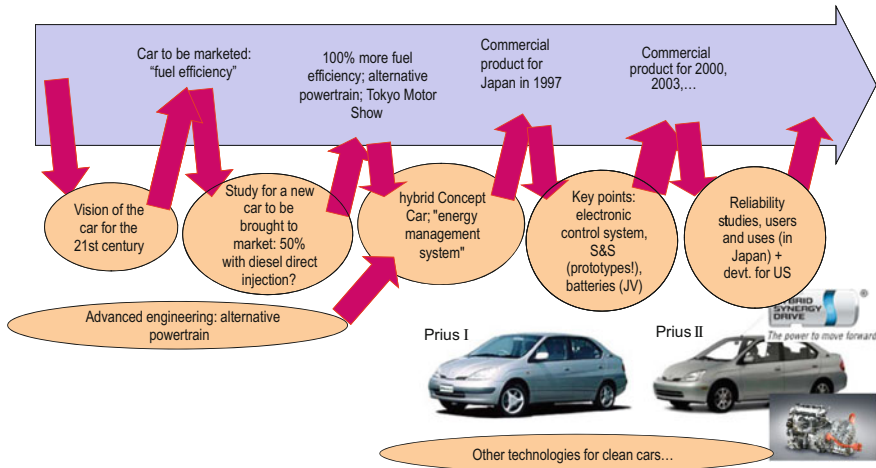 Car to be marketed:
“fuel efficiency”
100% more fuel
efficiency; alternative
powertrain; Tokyo Motor
Show
Commercial
product for
Japan in 1997
Commercial
product for 2000,
2003,…
Vision of the
car for the
21st century
Study for a new
car to be
brought to
market: 50%
with diesel direct
injection?
hybrid Concept
Car; "energy
management
system"
Key points:
electronic
control system,
S&S
(prototypes!),
batteries (JV)
Reliability
studies, users
and uses (in
Japan) +
devt. for US
Advanced engineering: alternative
powertrain
Prius I
Prius II
HYBRID
SYNERGY
DRIVE
The power to move forward
Other technologies for clean cars…